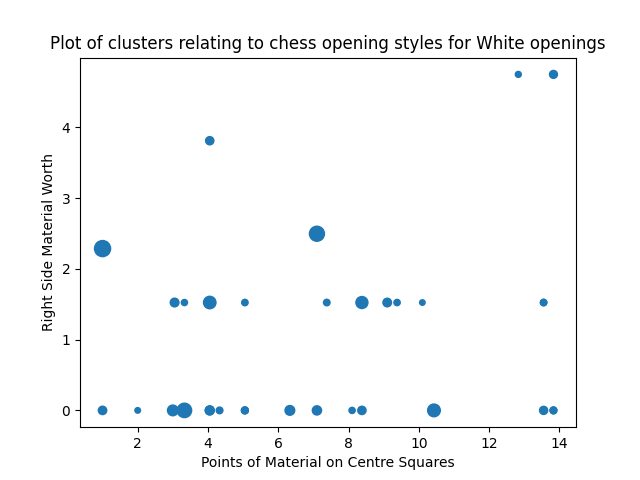 Plot of clusters relating to chess opening styles for White openings
4
3
2
1
0
Right Side Material Worth
2 4 6 8 10 12 14
Points of Material on Centre Squares